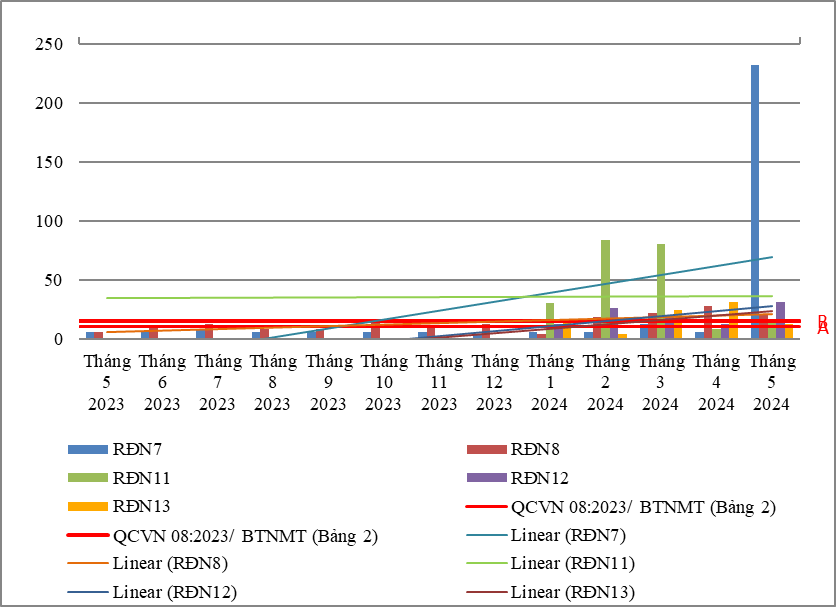 250
200
150
100
50
0
B
A
Tháng Tháng Tháng Tháng Tháng Tháng Tháng Tháng Tháng Tháng Tháng Tháng Tháng
5 6 7 8 9 10 11 12 1 2 3 4 5
2023 2023 2023 2023 2023 2023 2023 2023 2024 2024 2024 2024 2024
RĐN7 RĐN8
RĐN11 RĐN12
RĐN13 QCVN 08:2023/ BTNMT (Bảng 2)
QCVN 08:2023/ BTNMT (Bảng 2) Linear (RĐN7)
Linear (RĐN8) Linear (RĐN11)
Linear (RĐN12) Linear (RĐN13)